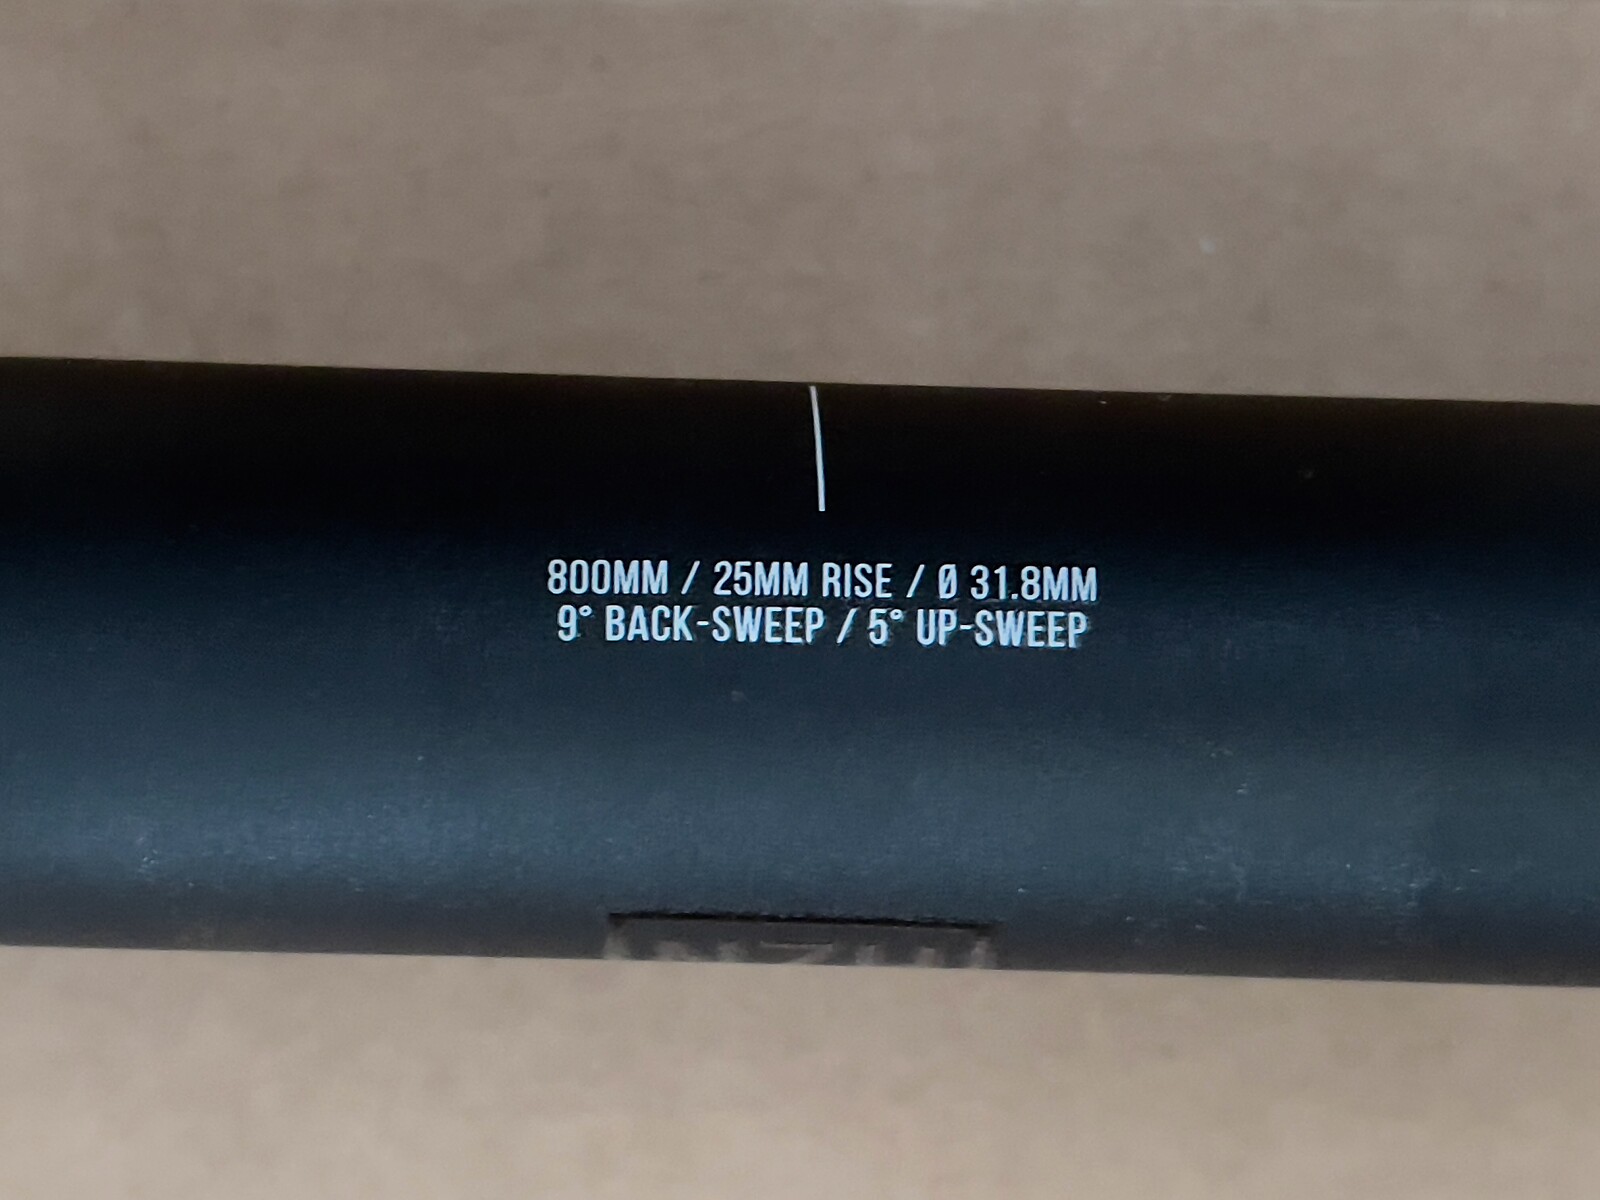 800MM / 25MM RISE / Ø 31.8MM
9° BACK-SWEEP / 5° UP-SWEEP